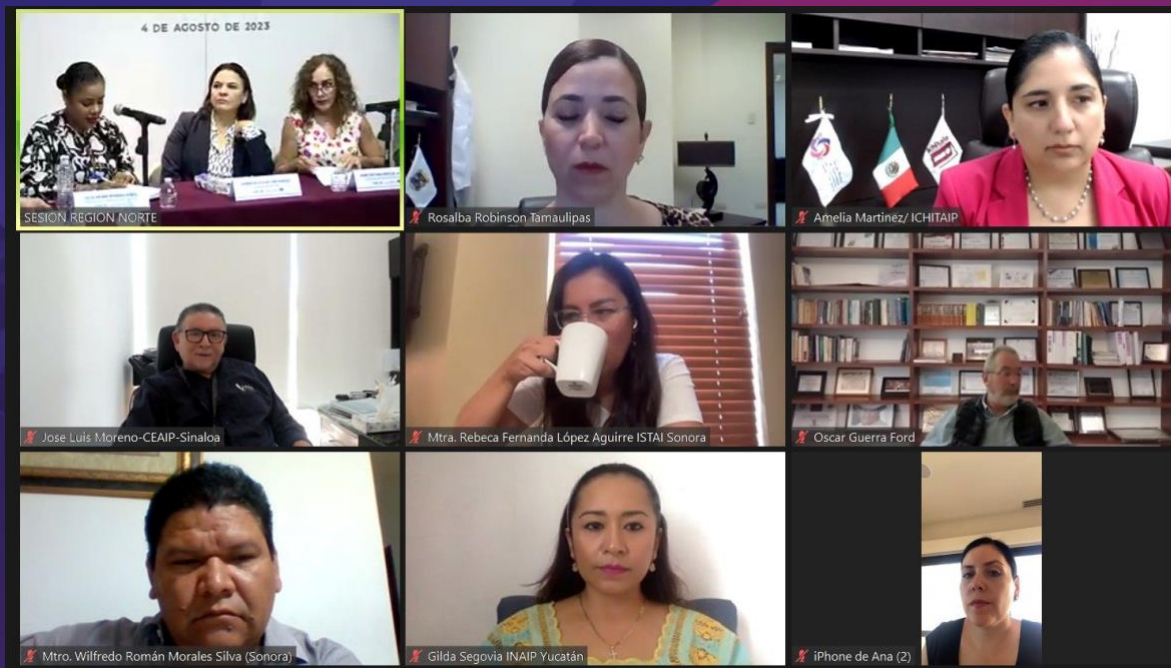 4 DE AGOSTO DE 2023
SESION REGION NORTE
Rosalba Robinson Tamaulipas
Amelia Martinez/ ICHITAIP
Jose Luis Moreno-CEAIP-Sinaloa
Mtra. Rebeca Fernanda López Aguirre ISTAI Sonora
Oscar Guerra Ford
Mtro. Wilfredo Román Morales Silva (Sonora)
Gilda Segovia INAIP Yucatán
iPhone de Ana (2)